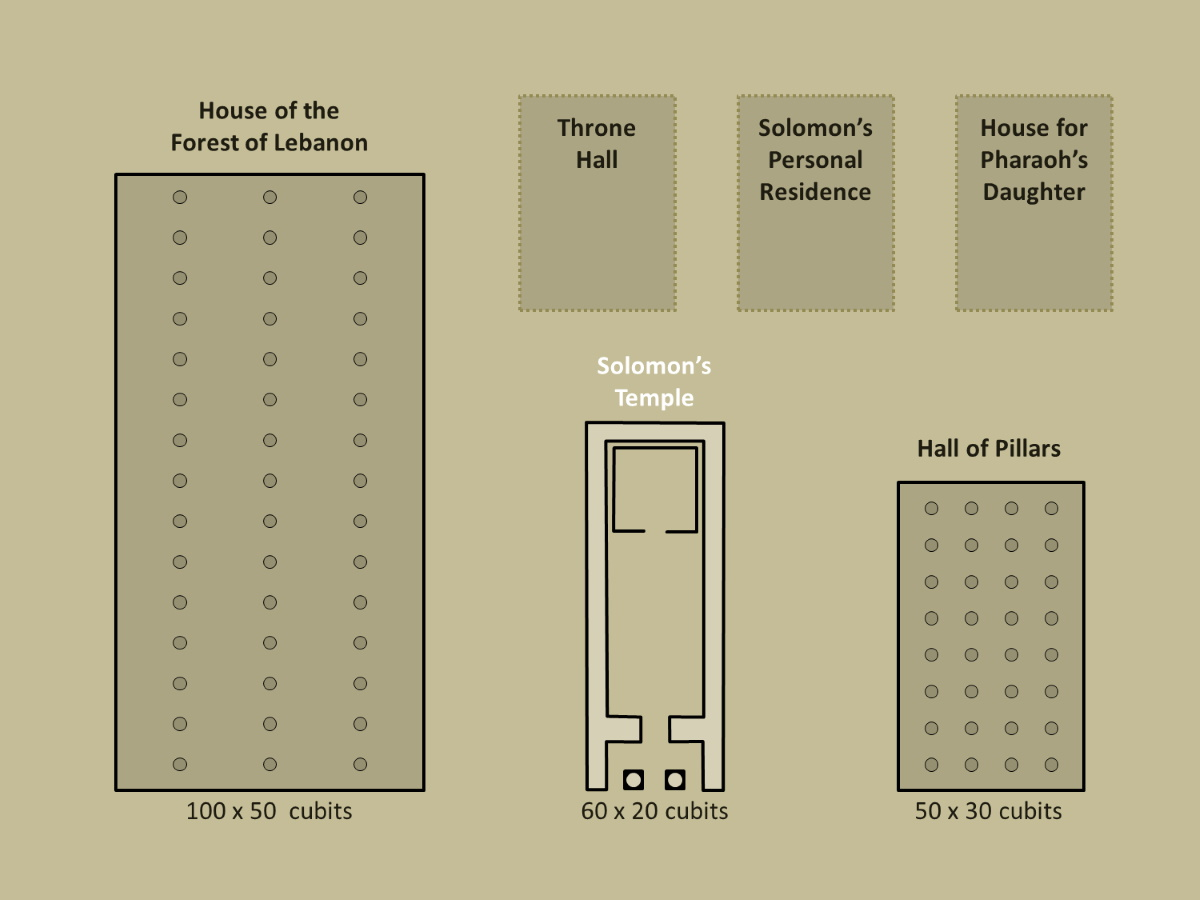 House of the
Forest of Lebanon
Throne
Hall
Solomon’s
Personal
Residence
House for
Pharaoh’s
Daughter
Solomon’s
Temple
Hall of Pillars
100 x 50  cubits
60 x 20 cubits
50 x 30 cubits